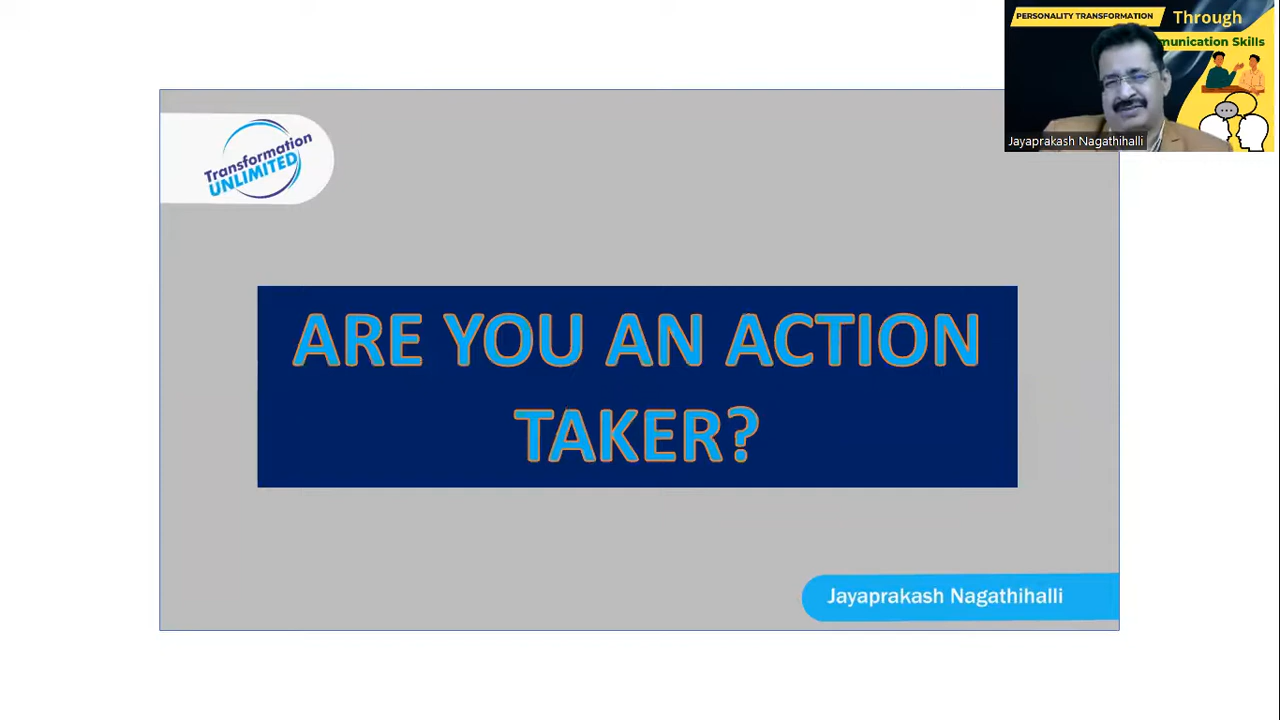 PERSONALITY TRANSFORMATION
Through
munication Skills
Jayaprakash Nagathihalli
Transformation
UNLIMITED
ARE YOU AN ACTION
TAKER?
Jayaprakash Nagathihalli